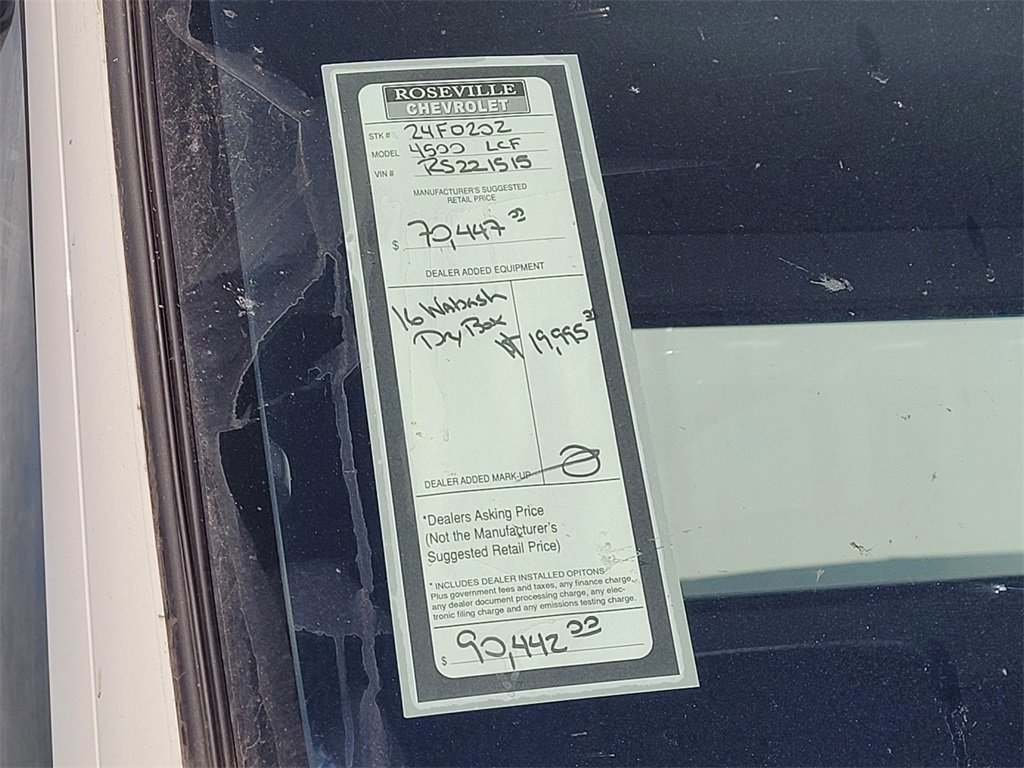 ROSEVILLE
CHEVROLET
STK # 24F0202
MODEL 4500 LCF
VIN # RS221515
MANUFACTURER'S SUGGESTED
RETAIL PRICE
$ 70,447 00
DEALER ADDED EQUIPMENT
16 Wabash
Dry Box $ 19,995 00
DEALER ADDED MARK-UP 0
*Dealers Asking Price
(Not the Manufacturer's
Suggested Retail Price)
* INCLUDES DEALER INSTALLED OPITONS
Plus government fees and taxes, any finance charge,
any dealer document processing charge, any elec-
tronic filing charge and any emissions testing charge.
$ 90,442 00